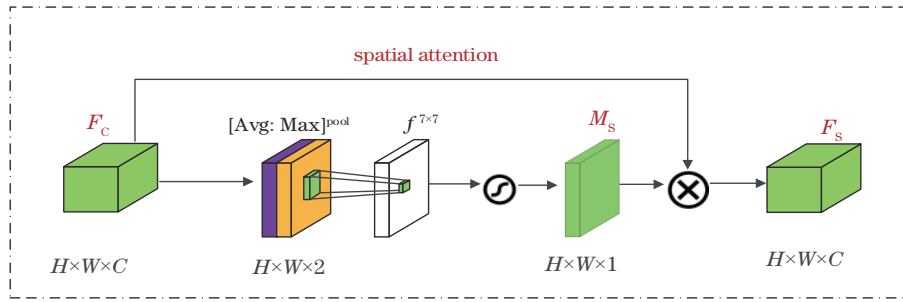 spatial attention
F_C
[Avg: Max]^pool
f^7×7
M_S
F_S
H×W×C
H×W×2
H×W×1
H×W×C